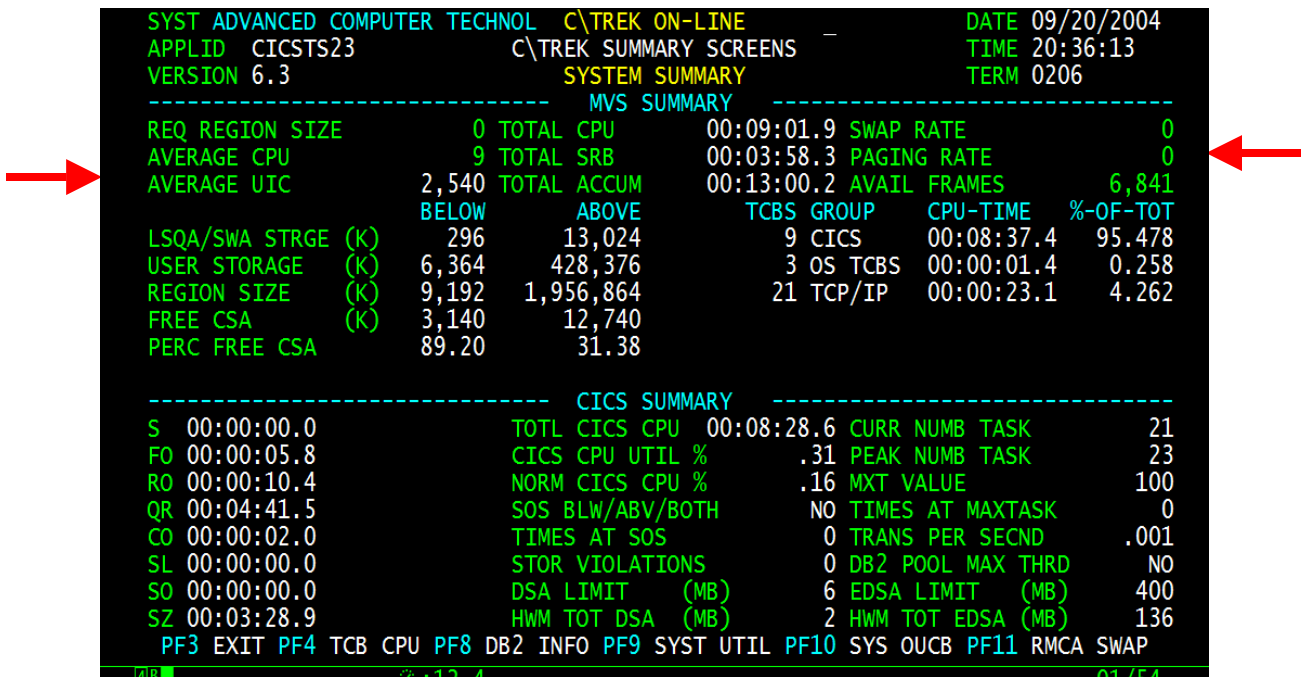 SYST ADVANCED COMPUTER TECHNOL C\TREK ON-LINE _ DATE 09/20/2004
APPLID CICSTS23 C\TREK SUMMARY SCREENS TIME 20:36:13
VERSION 6.3 SYSTEM SUMMARY TERM 0206
------------------------------- MVS SUMMARY -------------------------------
REQ REGION SIZE 0 TOTAL CPU 00:09:01.9 SWAP RATE 0
AVERAGE CPU 9 TOTAL SRB 00:03:58.3 PAGING RATE 0
AVERAGE UIC 2,540 TOTAL ACCUM 00:13:00.2 AVAIL FRAMES 6,841
BELOW ABOVE TCBS GROUP CPU-TIME %-OF-TOT
LSQA/SWA STRGE (K) 296 13,024 9 CICS 00:08:37.4 95.478
USER STORAGE (K) 6,364 428,376 3 OS TCBS 00:00:01.4 0.258
REGION SIZE (K) 9,192 1,956,864 21 TCP/IP 00:00:23.1 4.262
FREE CSA (K) 3,140 12,740
PERC FREE CSA 89.20 31.38
------------------------------- CICS SUMMARY -------------------------------
S 00:00:00.0 TOTL CICS CPU 00:08:28.6 CURR NUMB TASK 21
FO 00:00:05.8 CICS CPU UTIL % .31 PEAK NUMB TASK 23
RO 00:00:10.4 NORM CICS CPU % .16 MXT VALUE 100
QR 00:04:41.5 SOS BLW/ABV/BOTH NO TIMES AT MAXTASK 0
CO 00:00:02.0 TIMES AT SOS 0 TRANS PER SECND .001
SL 00:00:00.0 STOR VIOLATIONS 0 DB2 POOL MAX THRD NO
SO 00:00:00.0 DSA LIMIT (MB) 6 EDSA LIMIT (MB) 400
SZ 00:03:28.9 HWM TOT DSA (MB) 2 HWM TOT EDSA (MB) 136
PF3 EXIT PF4 TCB CPU PF8 DB2 INFO PF9 SYST UTIL PF10 SYS OUCB PF11 RMCA SWAP